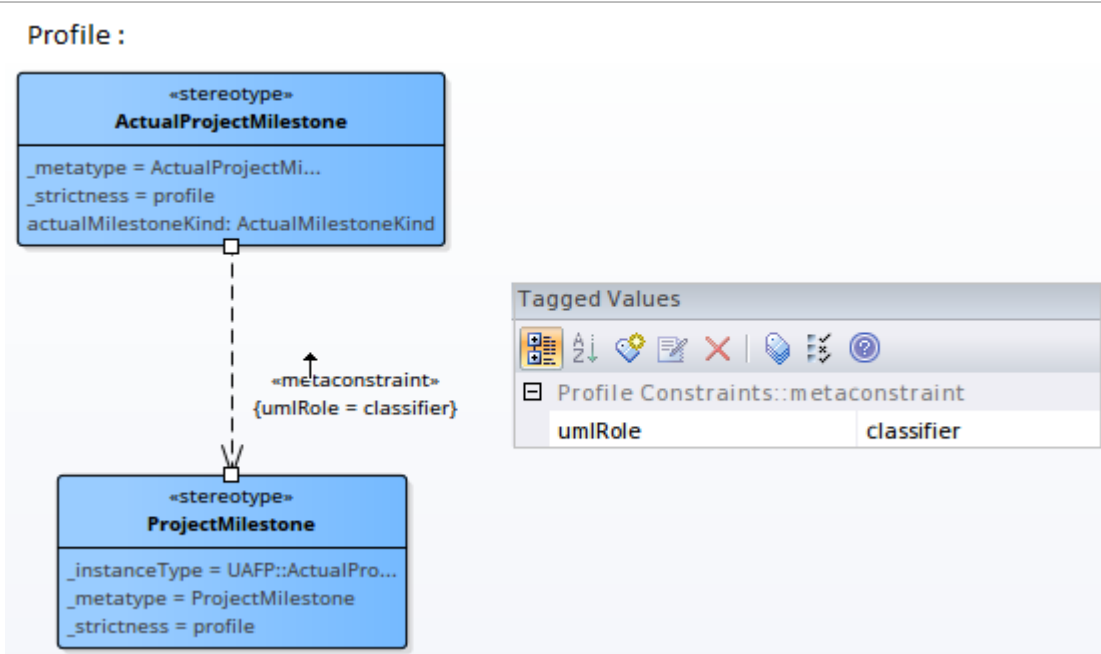 Profile :
«stereotype»
ActualProjectMilestone
_metatype = ActualProjectMi...
_strictness = profile
actualMilestoneKind: ActualMilestoneKind
«metaconstraint»
{umlRole = classifier}
«stereotype»
ProjectMilestone
_instanceType = UAFP::ActualPro...
_metatype = ProjectMilestone
_strictness = profile
Tagged Values
Profile Constraints::metaconstraint
umlRole classifier